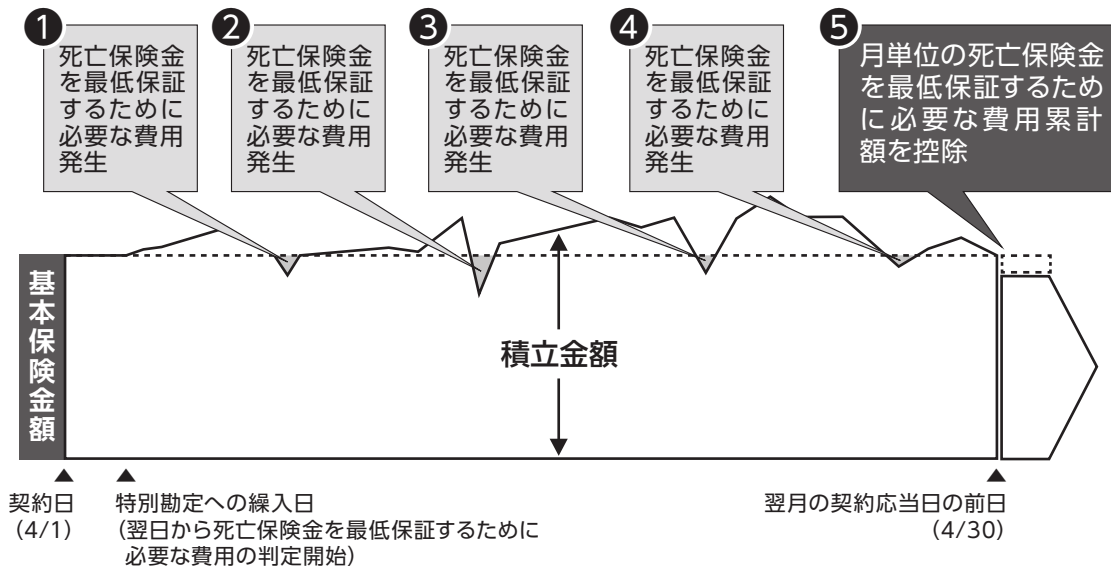 ❶
死亡保険金
を最低保証
するために
必要な費用
発生
❷
死亡保険金
を最低保証
するために
必要な費用
発生
❸
死亡保険金
を最低保証
するために
必要な費用
発生
❹
死亡保険金
を最低保証
するために
必要な費用
発生
❺
月単位の死亡保険金
を最低保証するため
に必要な費用累計
額を控除
基本保険金額
積立金額
契約日
(4/1)
特別勘定への繰入日
(翌日から死亡保険金を最低保証するために
必要な費用の判定開始)
翌月の契約応当日の前日
(4/30)